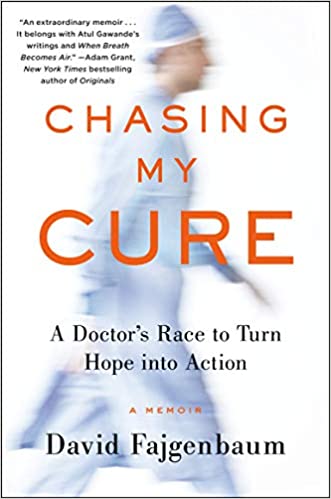 "An extraordinary memoir . . .
It belongs with Atul Gawande's
writings and When Breath
Becomes Air."—Adam Grant,
New York Times bestselling
author of Originals
CHASING
MY
CURE
A Doctor's Race to Turn
Hope into Action
A MEMOIR
David Fajgenbaum